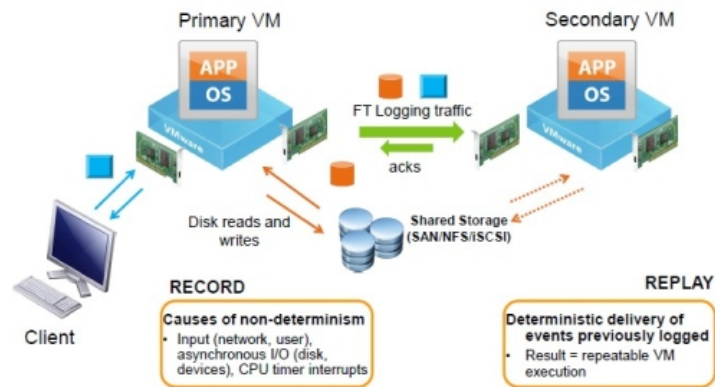 Primary VM
Secondary VM
APP
OS
VMware
APP
OS
VMware
FT Logging traffic
acks
Disk reads and
writes
Shared Storage
(SAN/NFS/iSCSI)
Client
RECORD
Causes of non-determinism
• Input (network, user),
asynchronous I/O (disk,
devices), CPU timer interrupts
REPLAY
Deterministic delivery of
events previously logged
• Result = repeatable VM
execution